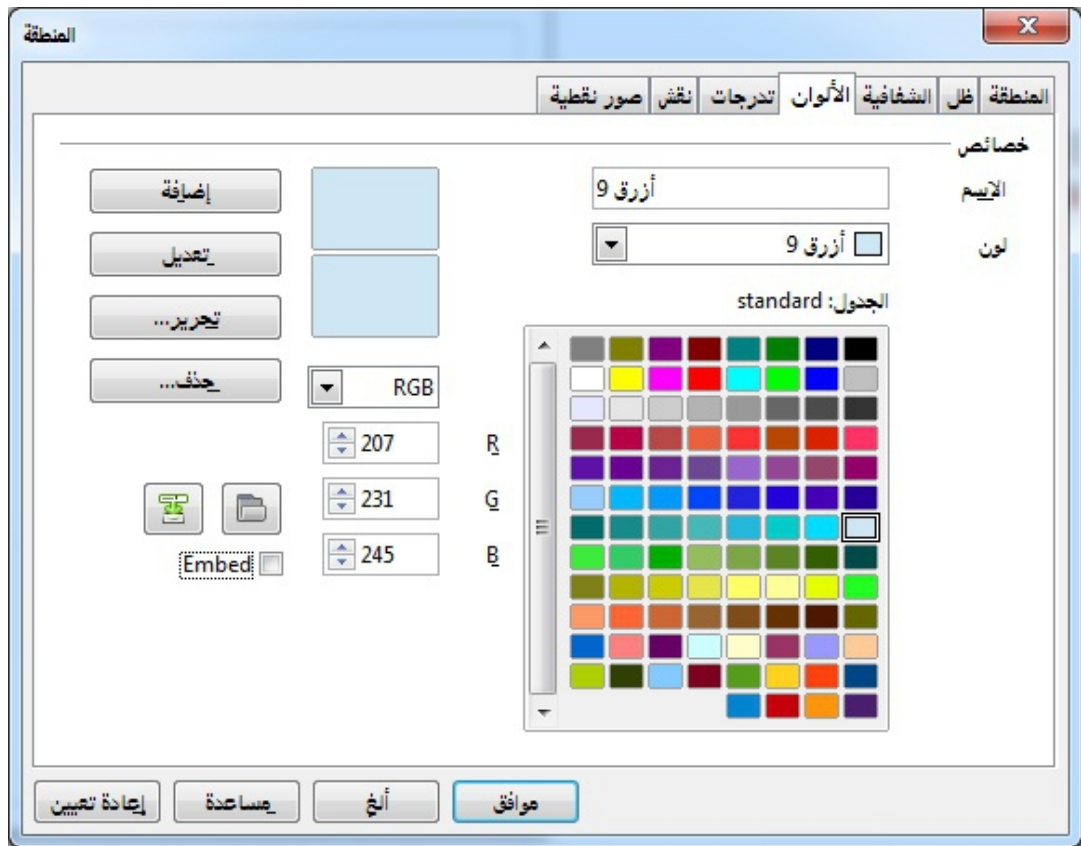 المنطقة
المنطقة ظل الشفافية الألوان تدرجات نقش صور نقطية
خصائص
الاسم أزرق 9
لون أزرق 9
الجدول: standard
إضافة
تعديل
تحرير...
حذف...
RGB
R 207
G 231
B 245
Embed
موافق ألغ مساعدة إعادة تعيين